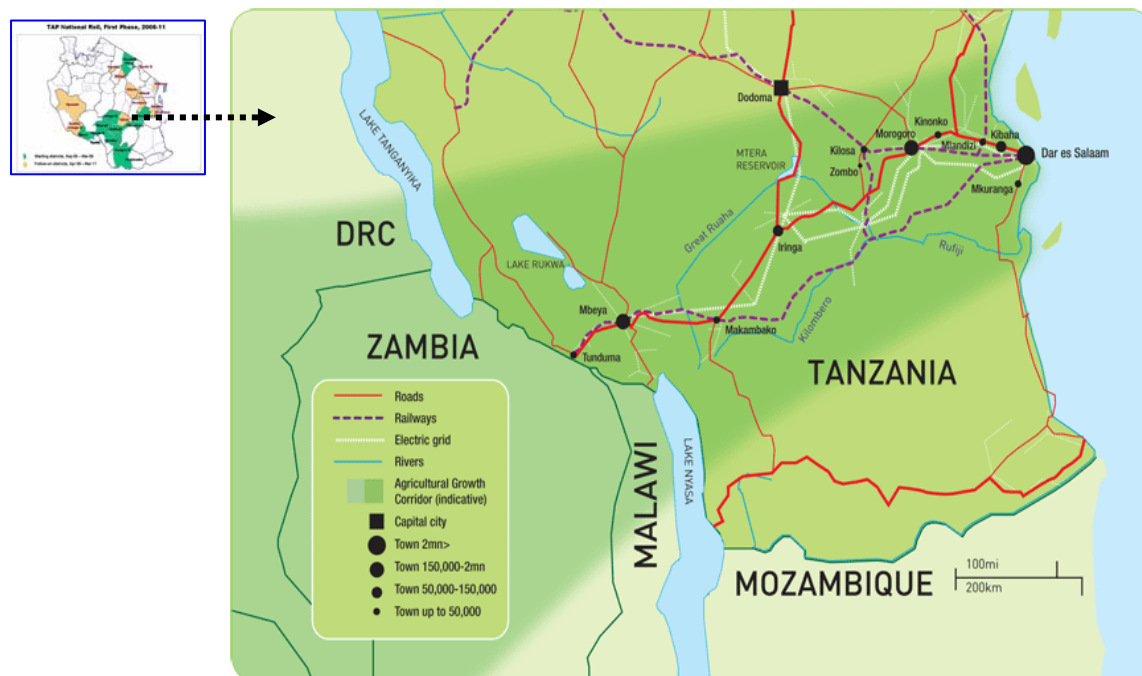 TAP National Roll, First Phase, 2008-11
Dodoma
Kinonko
Morogoro
Kibaha
Mlandizi
Kilosa
Dar es Salaam
MTERA
RESERVOIR
Zombo
Mkuranga
LAKE TANGANYIKA
Great Ruaha
DRC
Iringa
Rufiji
LAKE RUKWA
Mbeya
Kilombero
Makambako
ZAMBIA
Tunduma
TANZANIA
Roads
Railways
Electric grid
Rivers
Agricultural Growth
Corridor (indicative)
Capital city
Town 2mn>
Town 150,000-2mn
Town 50,000-150,000
Town up to 50,000
MALAWI
LAKE NYASA
MOZAMBIQUE
100mi
200km